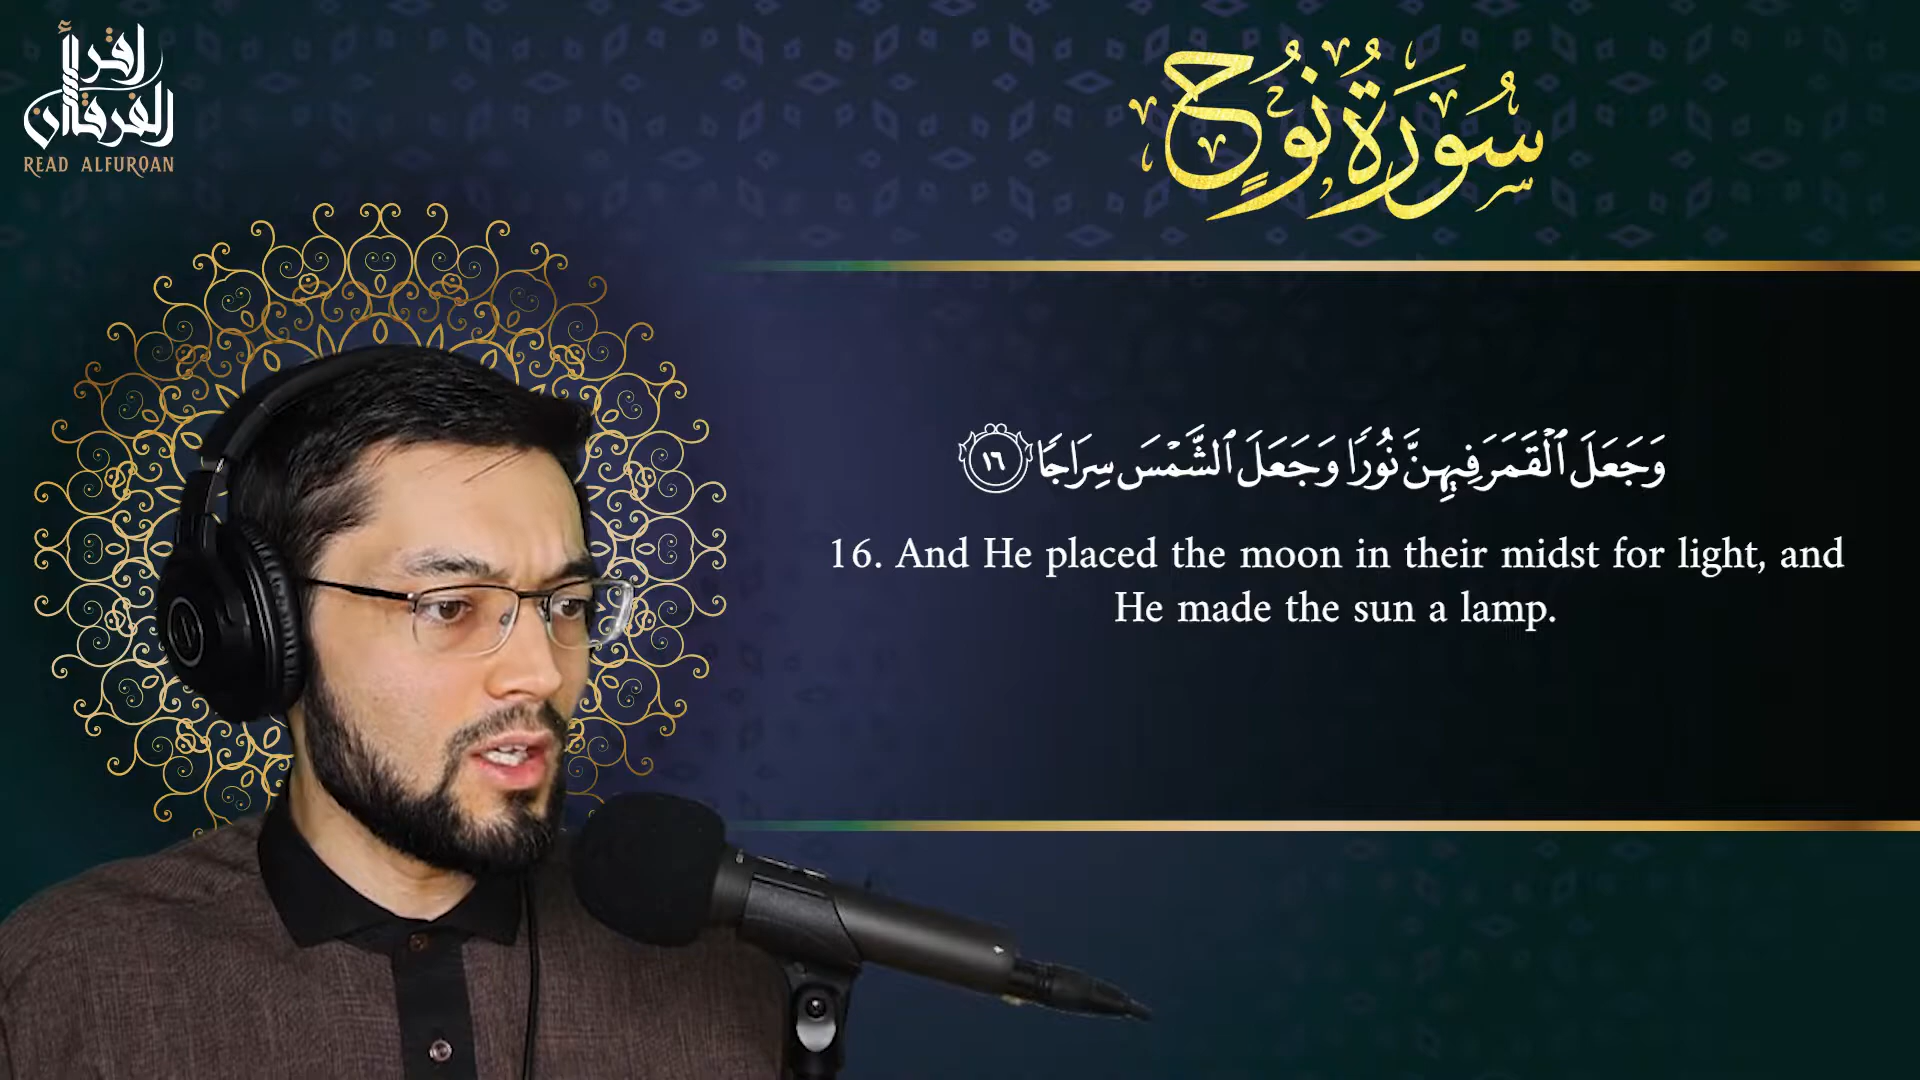 اقرأ
الفرقان
READ ALFURQAN
سُورَةُ نُوحٍ
وَجَعَلَ ٱلْقَمَرَ فِيهِنَّ نُورًۭا وَجَعَلَ ٱلشَّمْسَ سِرَاجًۭا ١٦
16. And He placed the moon in their midst for light, and
He made the sun a lamp.